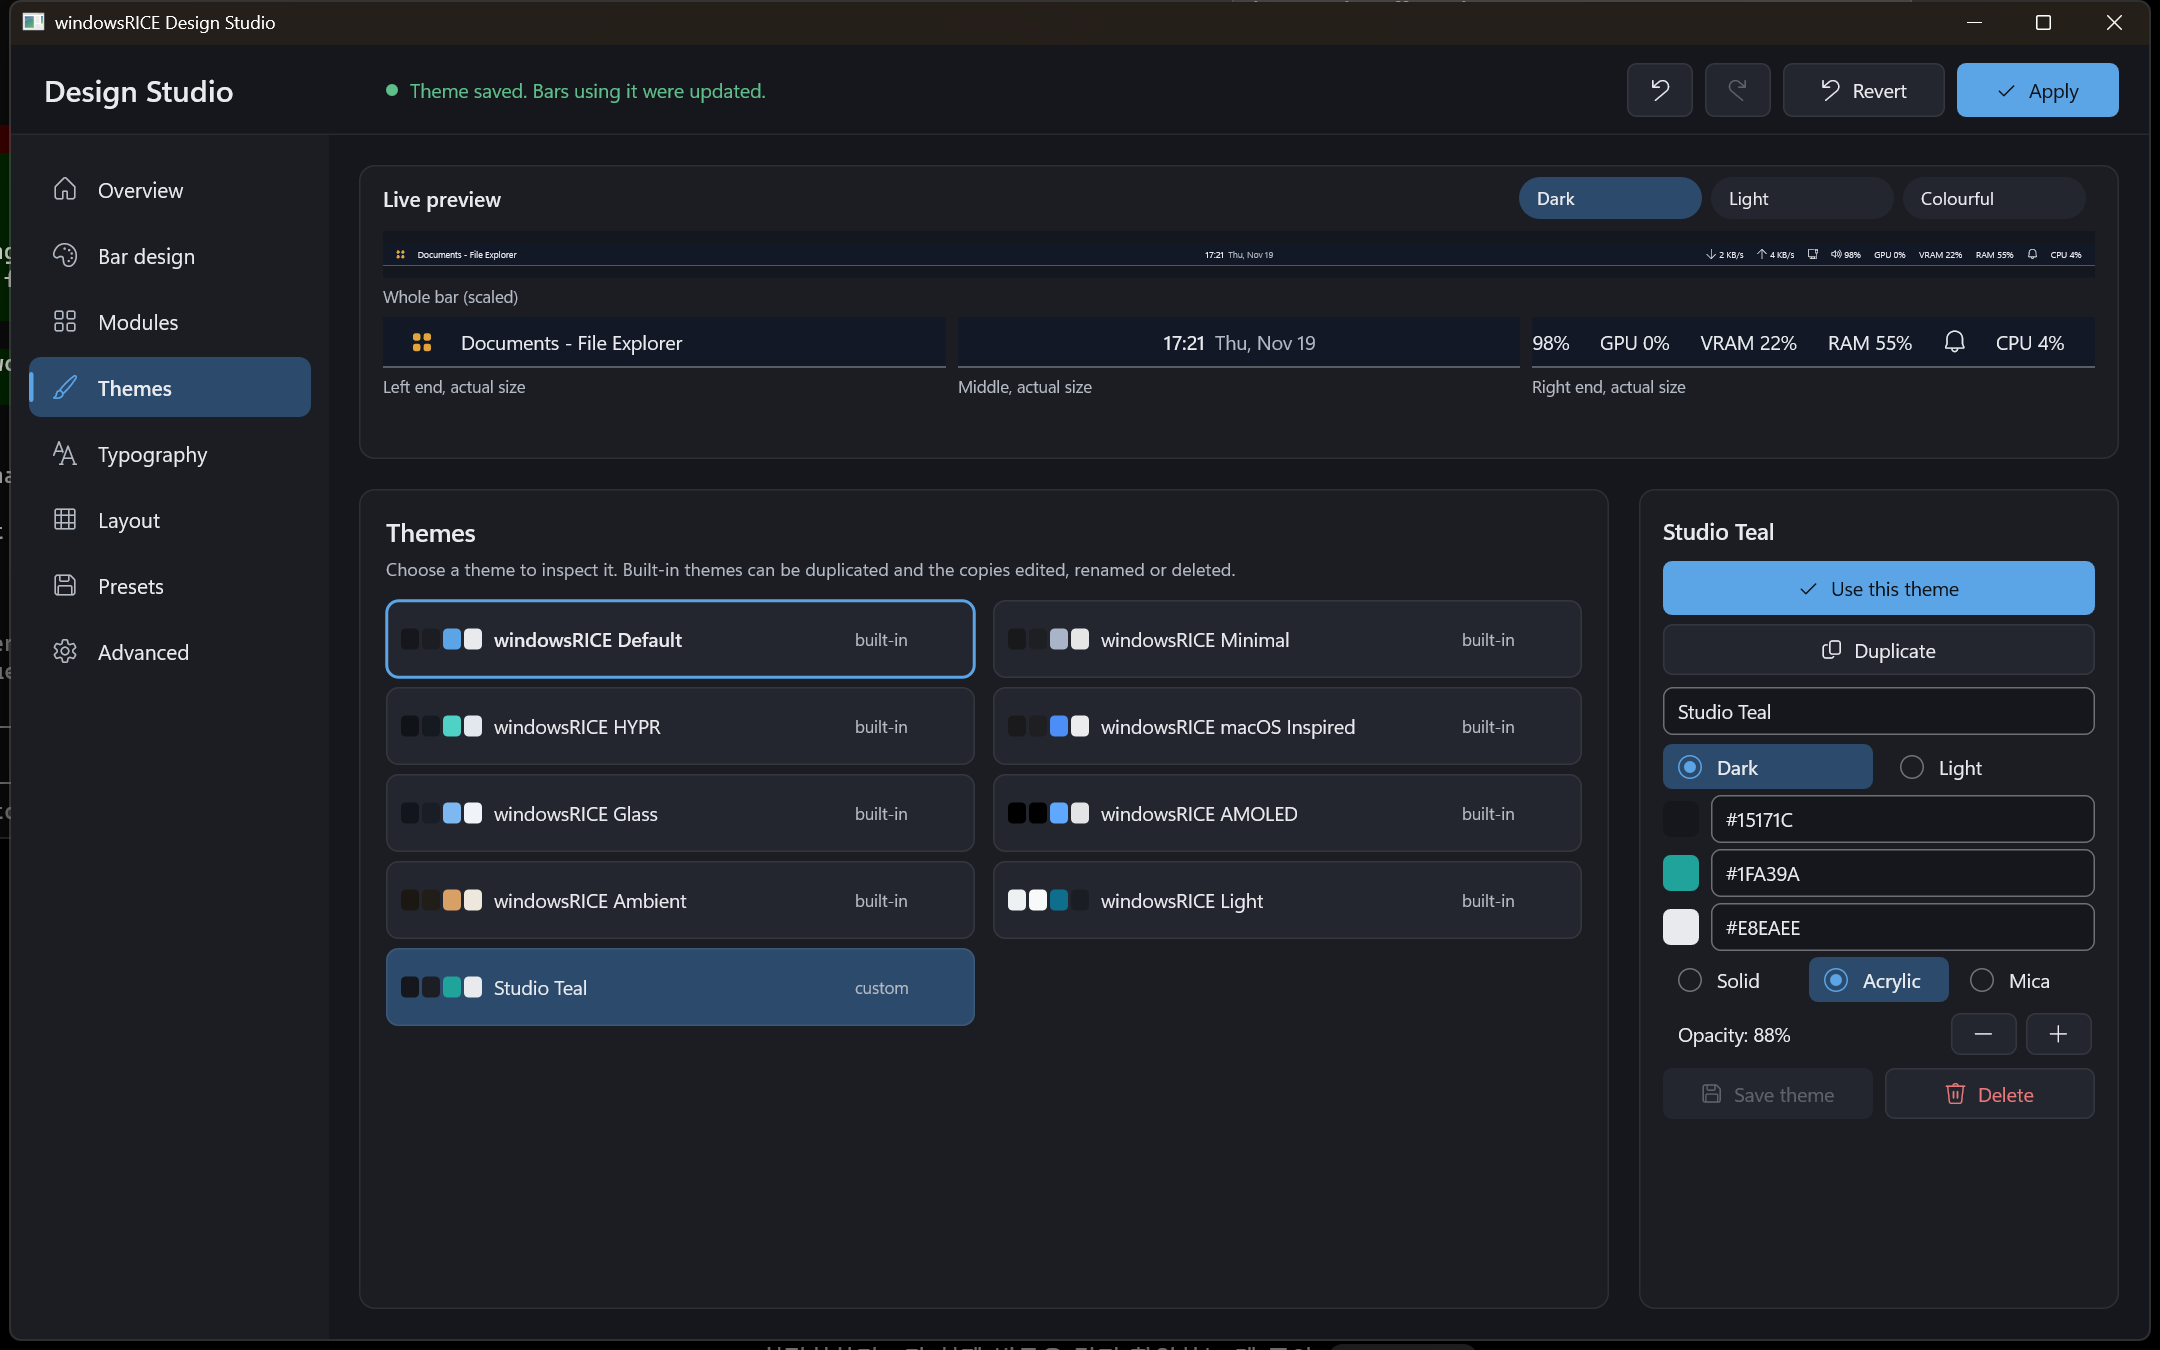 windowsRICE Design Studio
Design Studio
Theme saved. Bars using it were updated.
Revert
Apply
Overview
Bar design
Modules
Themes
Typography
Layout
Presets
Advanced
Live preview
Dark
Light
Colourful
Documents - File Explorer
17:21 Thu, Nov 19
2 KB/s 4 KB/s 98% GPU 0% VRAM 22% RAM 55% CPU 4%
Whole bar (scaled)
Documents - File Explorer
17:21 Thu, Nov 19
98% GPU 0% VRAM 22% RAM 55% CPU 4%
Left end, actual size
Middle, actual size
Right end, actual size
Themes
Choose a theme to inspect it. Built-in themes can be duplicated and the copies edited, renamed or deleted.
windowsRICE Default built-in
windowsRICE Minimal built-in
windowsRICE HYPR built-in
windowsRICE macOS Inspired built-in
windowsRICE Glass built-in
windowsRICE AMOLED built-in
windowsRICE Ambient built-in
windowsRICE Light built-in
Studio Teal custom
Studio Teal
Use this theme
Duplicate
Studio Teal
Dark
Light
#15171C
#1FA39A
#E8EAEE
Solid
Acrylic
Mica
Opacity: 88%
Save theme
Delete